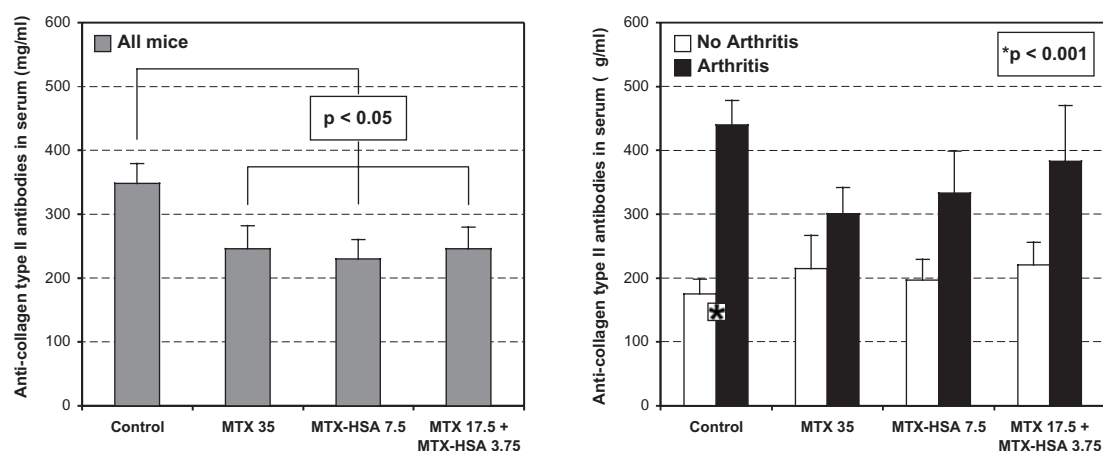 Anti-collagen type II antibodies in serum (mg/ml)
600
500
400
300
200
100
0
All mice
p < 0.05
Control
MTX 35
MTX-HSA 7.5
MTX 17.5 +
MTX-HSA 3.75
Anti-collagen type II antibodies in serum ( g/ml)
600
500
400
300
200
100
0
No Arthritis
Arthritis
*p < 0.001
*
Control
MTX 35
MTX-HSA 7.5
MTX 17.5 +
MTX-HSA 3.75